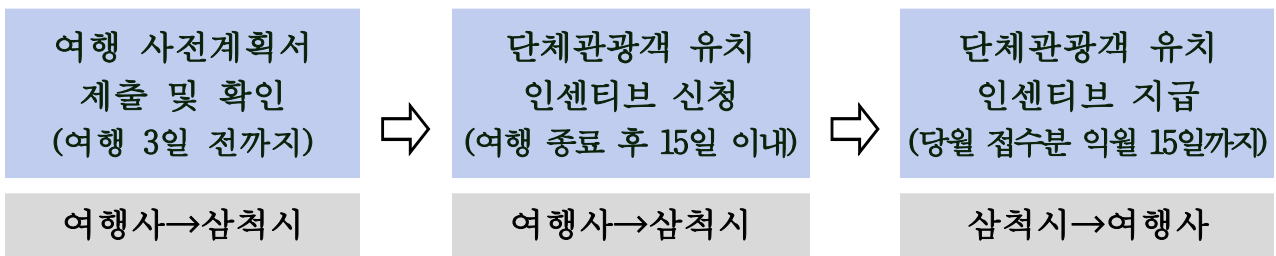 여행 사전계획서
제출 및 확인
(여행 3일 전까지)
여행사→삼척시
단체관광객 유치
인센티브 신청
(여행 종료 후 15일 이내)
여행사→삼척시
단체관광객 유치
인센티브 지급
(당월 접수분 익월 15일까지)
삼척시→여행사